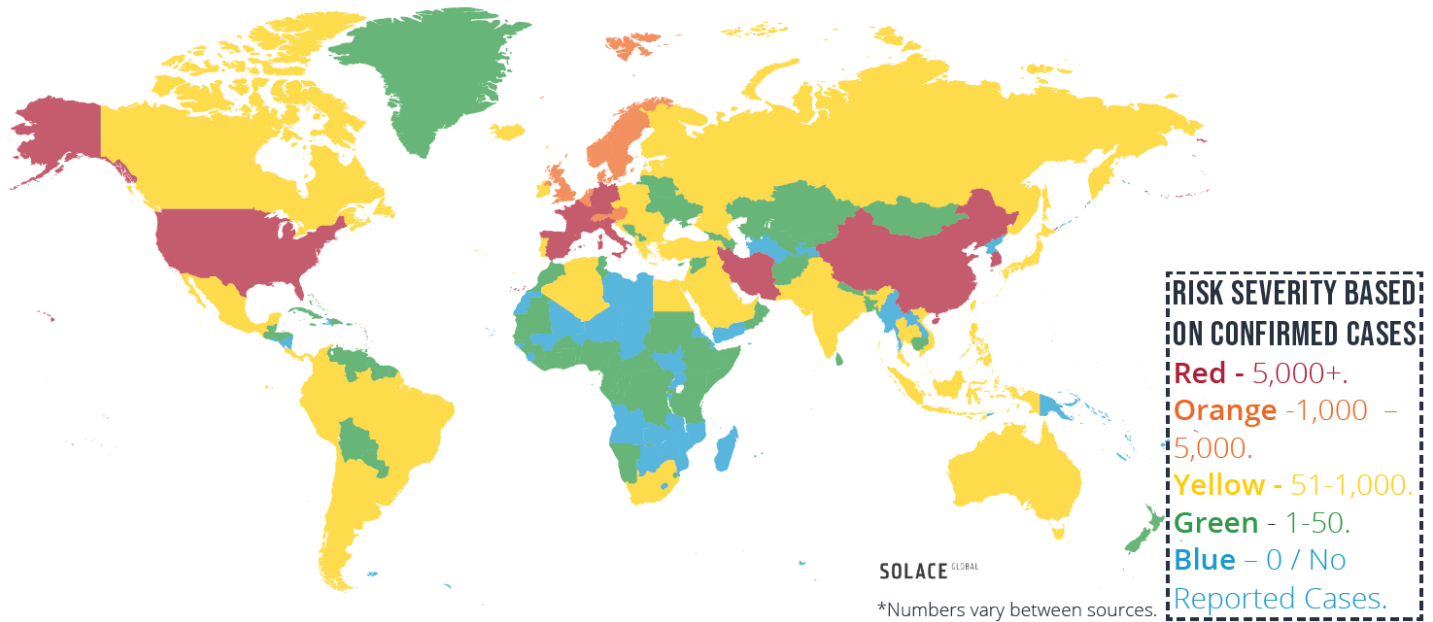 RISK SEVERITY BASED
ON CONFIRMED CASES
Red - 5,000+.
Orange -1,000 –
5,000.
Yellow - 51-1,000.
Green - 1-50.
Blue – 0 / No
Reported Cases.
SOLACE GLOBAL
*Numbers vary between sources.